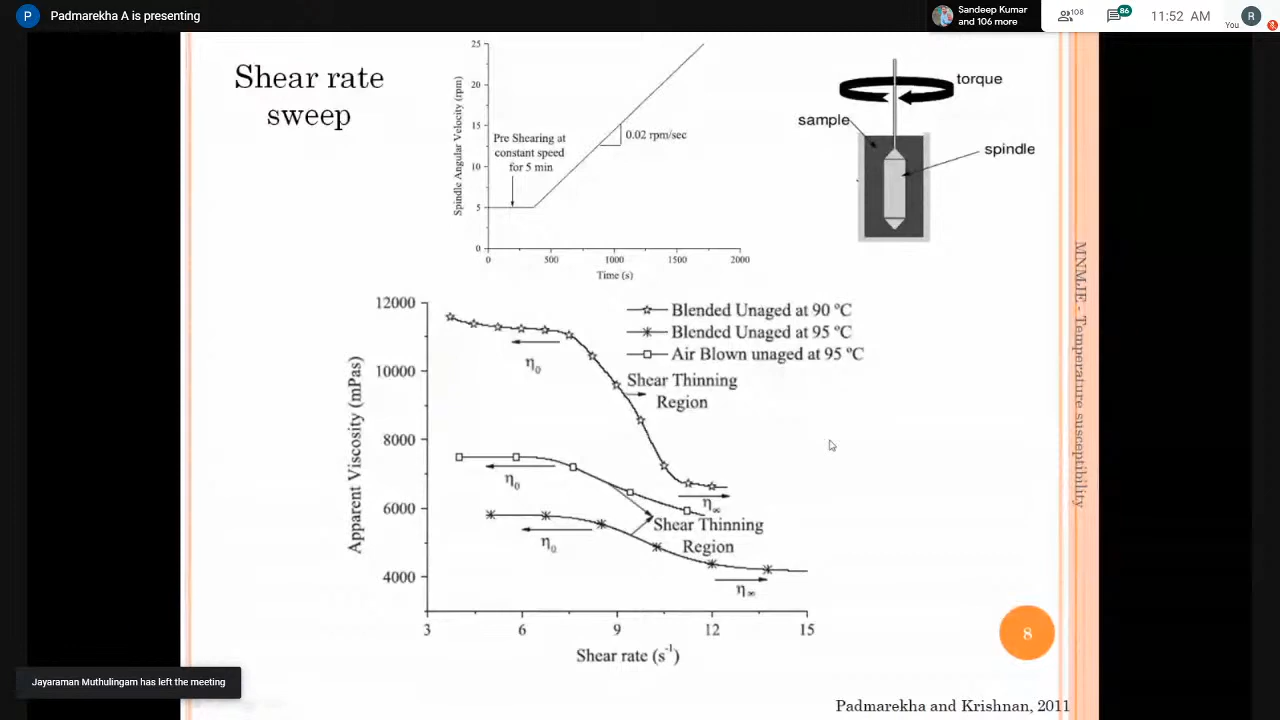 P
Padmarekha A is presenting
Sandeep Kumar
and 106 more
108
86
11:52 AM
You
R
Shear rate
sweep
Spindle Angular Velocity (rpm)
25
20
15
10
5
0
Pre Shearing at
constant speed
for 5 min
0.02 rpm/sec
0
500
1000
1500
2000
Time (s)
torque
sample
spindle
MNMJIE - Temperature susceptibility
Apparent Viscosity (mPas)
12000
10000
8000
6000
4000
Blended Unaged at 90 ºC
Blended Unaged at 95 ºC
Air Blown unaged at 95 ºC
η₀
Shear Thinning
Region
η∞
η₀
Shear Thinning
Region
η₀
η∞
3
6
9
12
15
Shear rate (s⁻¹)
8
Jayaraman Muthulingam has left the meeting
Padmarekha and Krishnan, 2011